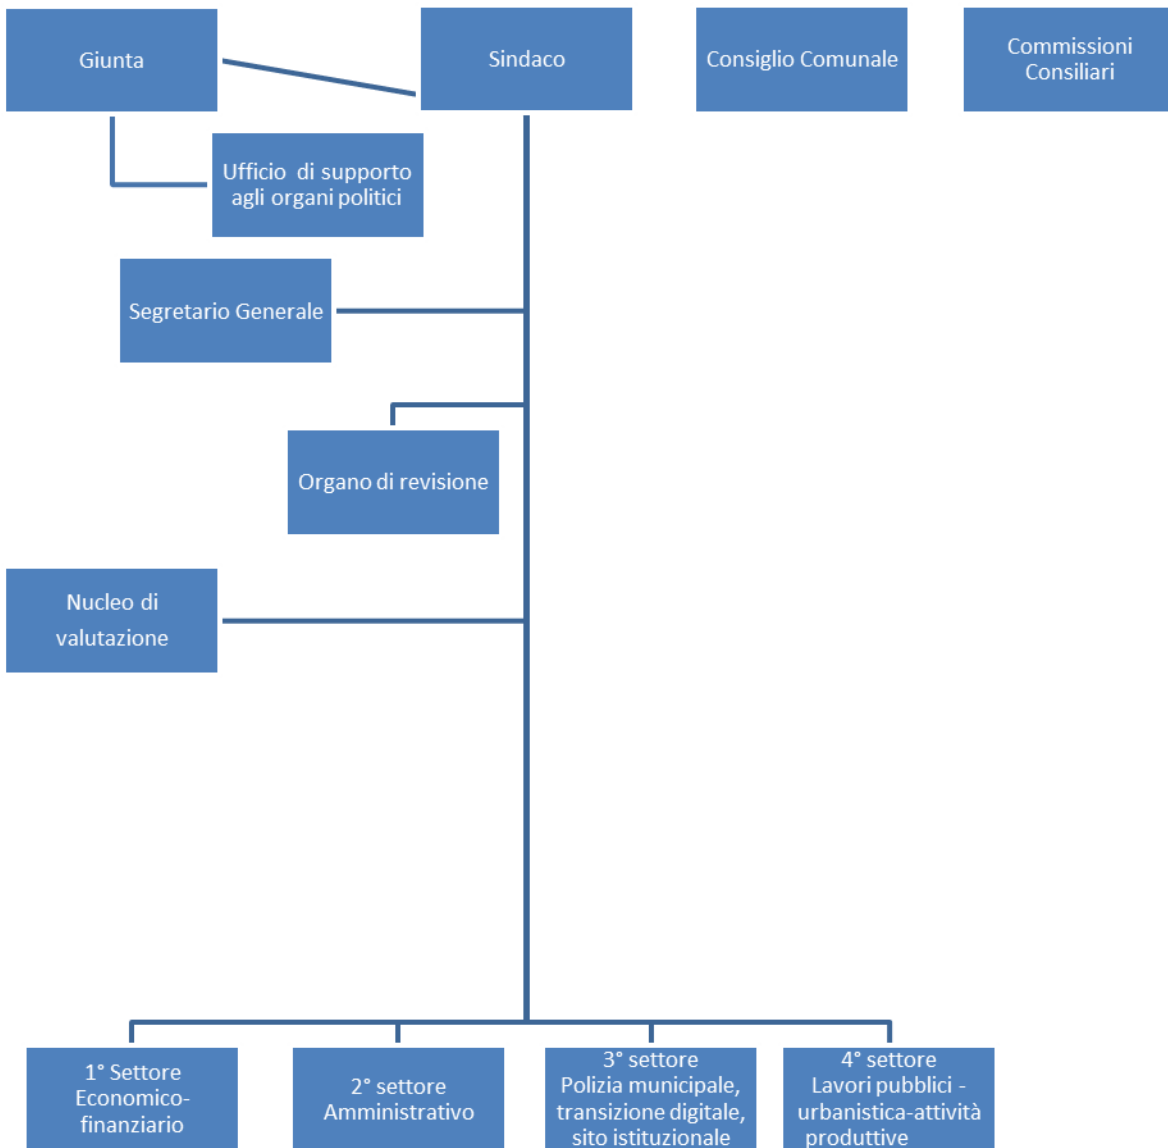 Giunta
Sindaco
Consiglio Comunale
Commissioni
Consiliari
Ufficio di supporto
agli organi politici
Segretario Generale
Organo di revisione
Nucleo di
valutazione
1° Settore
Economico-
finanziario
2° settore
Amministrativo
3° settore
Polizia municipale,
transizione digitale,
sito istituzionale
4° settore
Lavori pubblici -
urbanistica-attività
produttive